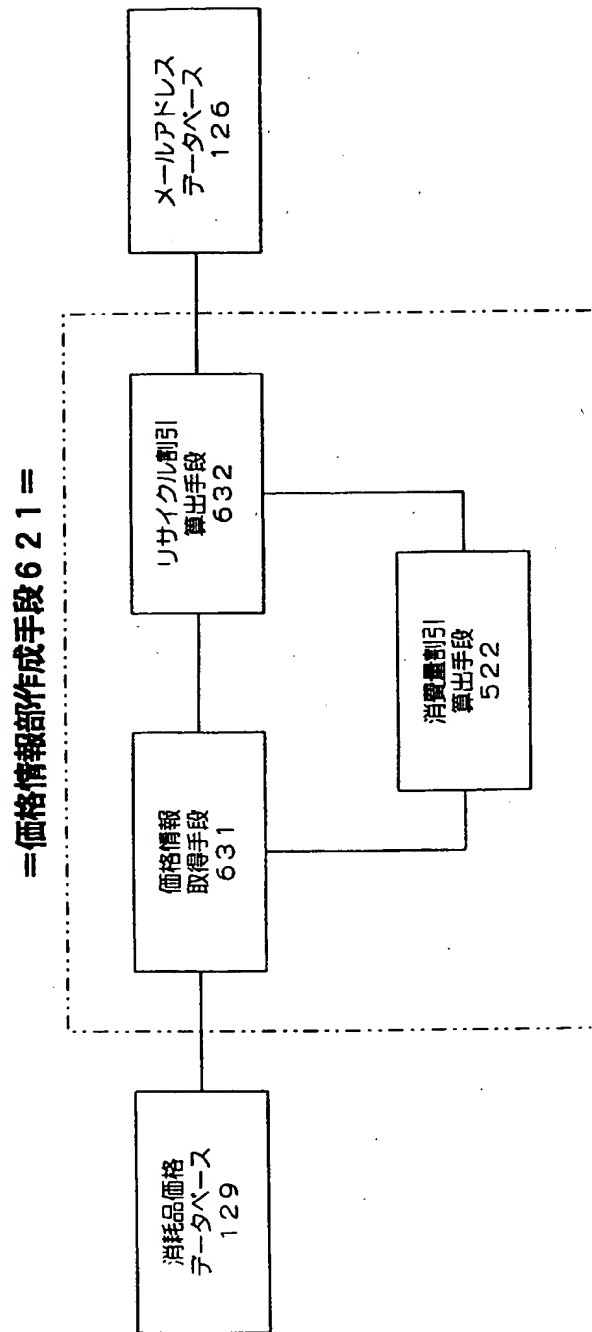 =価格情報部作成手段621=
消耗品価格
データベース
129
価格情報
取得手段
631
リサイクル割引
算出手段
632
メールアドレス
データベース
126
消費量割引
算出手段
522